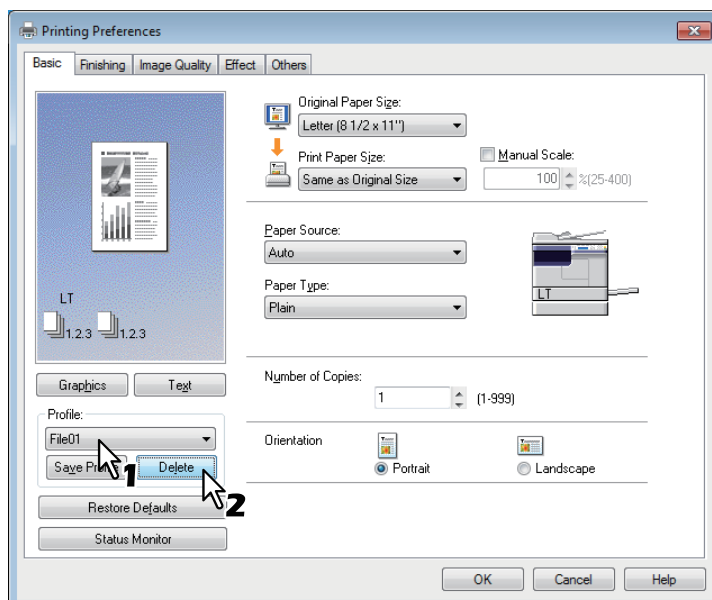 Printing Preferences
Basic Finishing Image Quality Effect Others
Original Paper Size:
Letter (8 1/2 x 11")
Print Paper Size:
Manual Scale:
Same as Original Size
100 %(25-400)
Paper Source:
Auto
Paper Type:
Plain
LT
LT
1.2.3 1.2.3
Graphics Text
Number of Copies:
1 (1-999)
Profile:
File01
Save Profile Delete
1
2
Orientation
Portrait Landscape
Restore Defaults
Status Monitor
OK Cancel Help